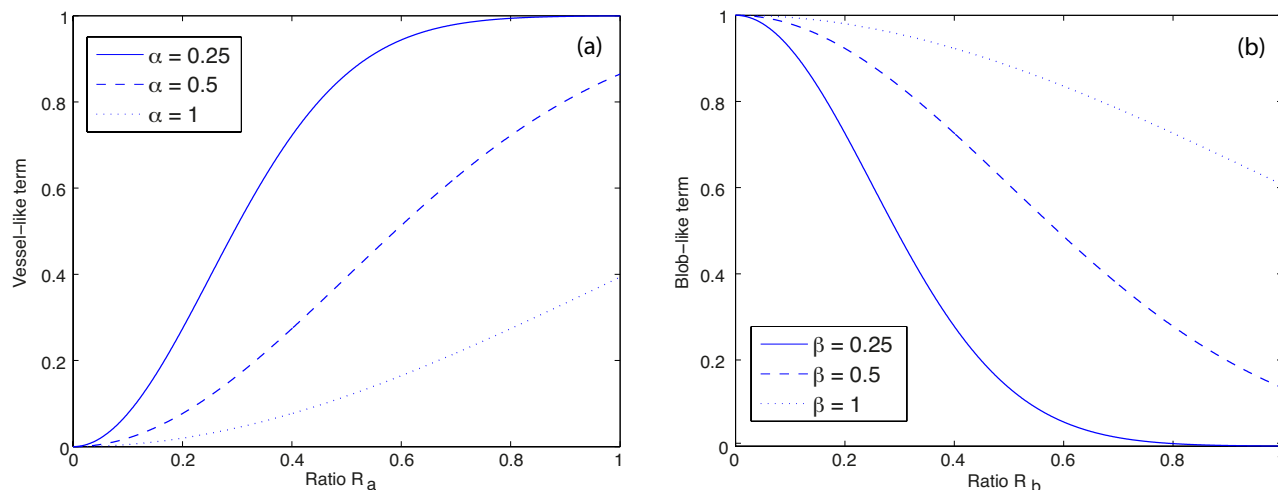 (a)
α = 0.25
α = 0.5
α = 1
Vessel−like term
1
0.8
0.6
0.4
0.2
0
0
0.2
0.4
0.6
0.8
1
Ratio R a
(b)
β = 0.25
β = 0.5
β = 1
Blob−like term
1
0.8
0.6
0.4
0.2
0
0
0.2
0.4
0.6
0.8
1
Ratio R b